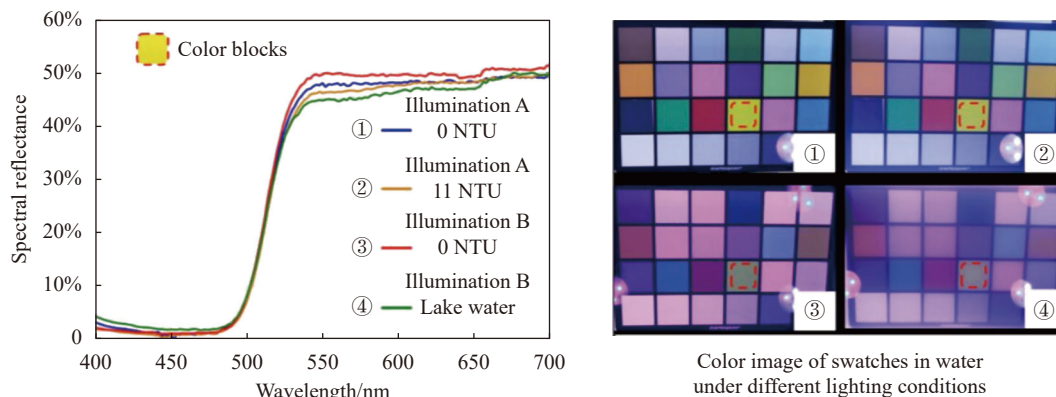 60%
50%
40%
30%
20%
10%
0
Spectral reflectance
400
450
500
550
600
650
700
Wavelength/nm
Color blocks
Illumination A
① 0 NTU
Illumination A
② 11 NTU
Illumination B
③ 0 NTU
Illumination B
④ Lake water
①
②
③
④
Color image of swatches in water
under different lighting conditions